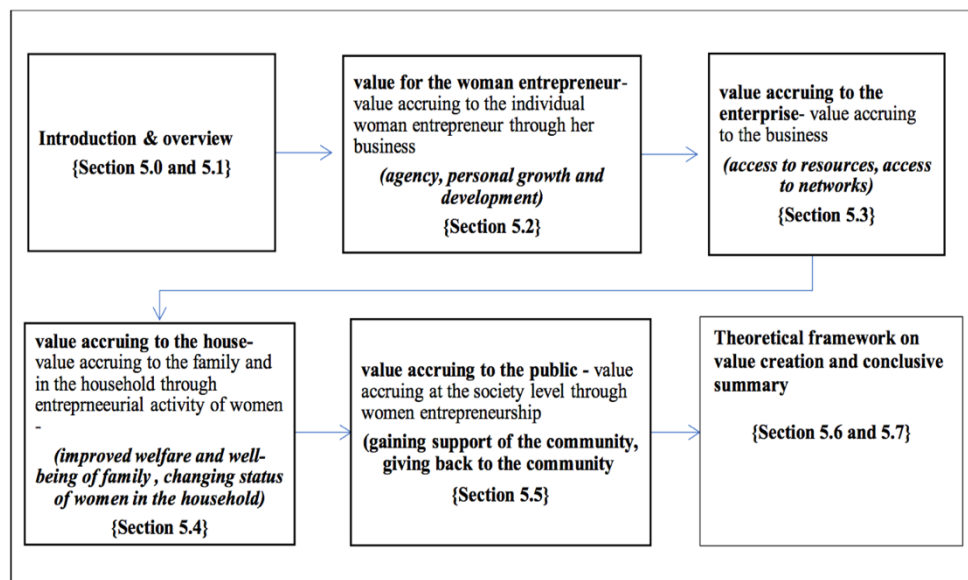 Introduction & overview
{Section 5.0 and 5.1}
value for the woman entrepreneur-
value accruing to the individual
woman entrepreneur through her
business
(agency, personal growth and
development)
{Section 5.2}
value accruing to the
enterprise- value accruing
to the business
(access to resources, access
to networks)
{Section 5.3}
value accruing to the house-
value accruing to the family and
in the household through
entreprneeurial activity of women
-
(improved welfare and well-
being of family , changing status
of women in the household)
{Section 5.4}
value accruing to the public - value
accruing at the society level through
women entrepreneurship
(gaining support of the community,
giving back to the community
{Section 5.5}
Theoretical framework on
value creation and conclusive
summary
{Section 5.6 and 5.7}